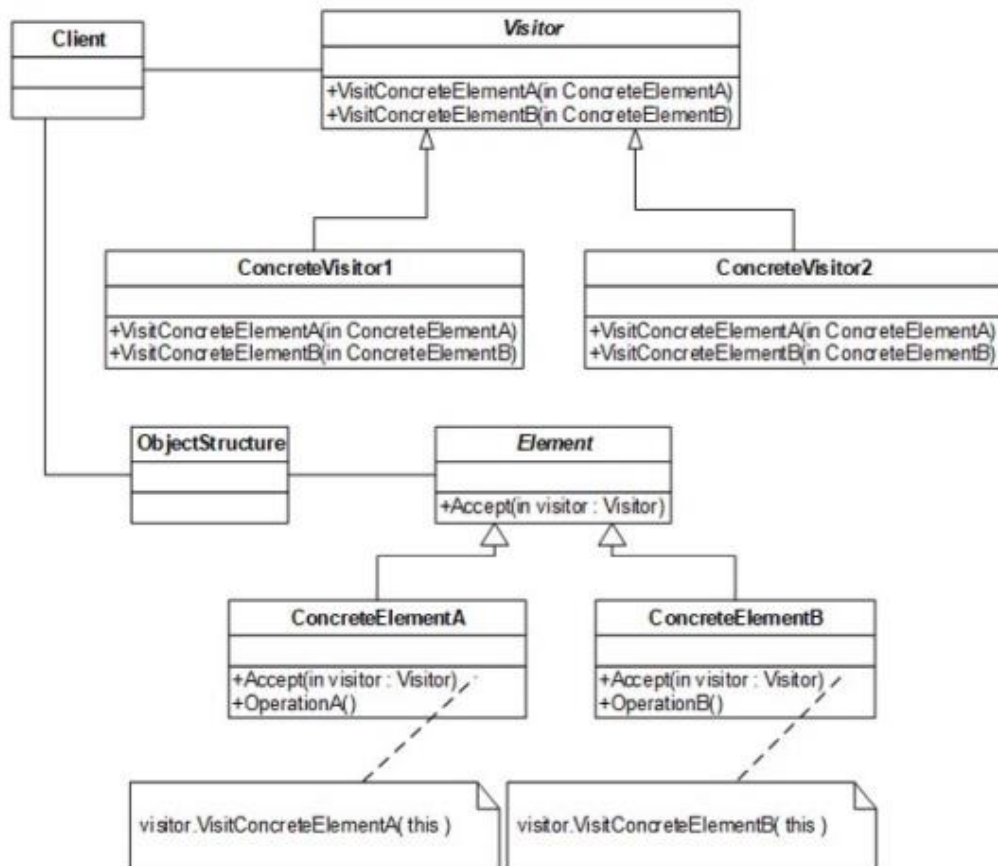 Client
Visitor
+VisitConcreteElementA(in ConcreteElementA)
+VisitConcreteElementB(in ConcreteElementB)
ConcreteVisitor1
+VisitConcreteElementA(in ConcreteElementA)
+VisitConcreteElementB(in ConcreteElementB)
ConcreteVisitor2
+VisitConcreteElementA(in ConcreteElementA)
+VisitConcreteElementB(in ConcreteElementB)
ObjectStructure
Element
+Accept(in visitor : Visitor)
ConcreteElementA
+Accept(in visitor : Visitor)
+OperationA()
ConcreteElementB
+Accept(in visitor : Visitor)
+OperationB()
visitor.VisitConcreteElementA( this )
visitor.VisitConcreteElementB( this )